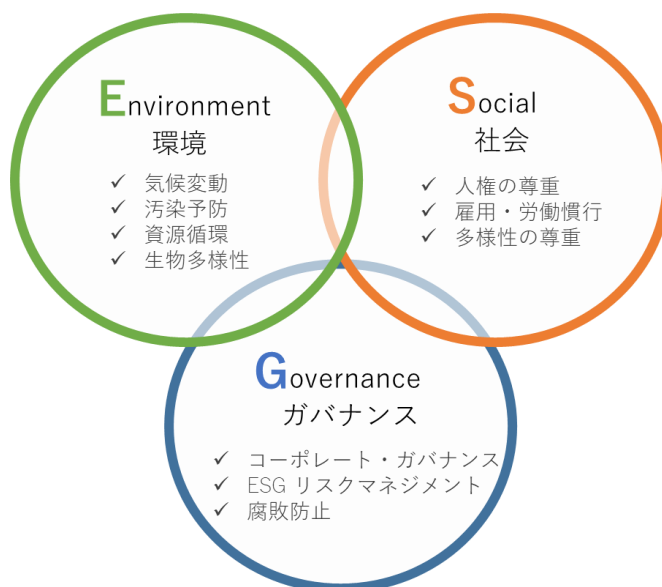 Environment
環境
✓ 気候変動
✓ 汚染予防
✓ 資源循環
✓ 生物多様性
Social
社会
✓ 人権の尊重
✓ 雇用・労働慣行
✓ 多様性の尊重
Governance
ガバナンス
✓ コーポレート・ガバナンス
✓ ESG リスクマネジメント
✓ 腐敗防止